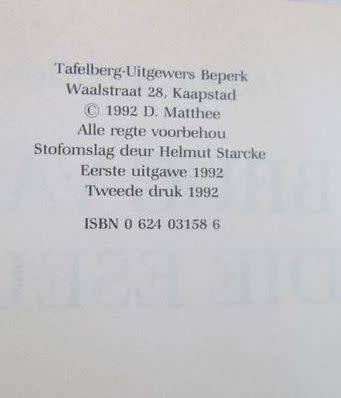 Tafelberg-Uitgewers Beperk
Waalstraat 28, Kaapstad
© 1992 D. Matthee
Alle regte voorbehou
Stofomslag deur Helmut Starcke
Eerste uitgawe 1992
Tweede druk 1992
ISBN 0 624 03158 6